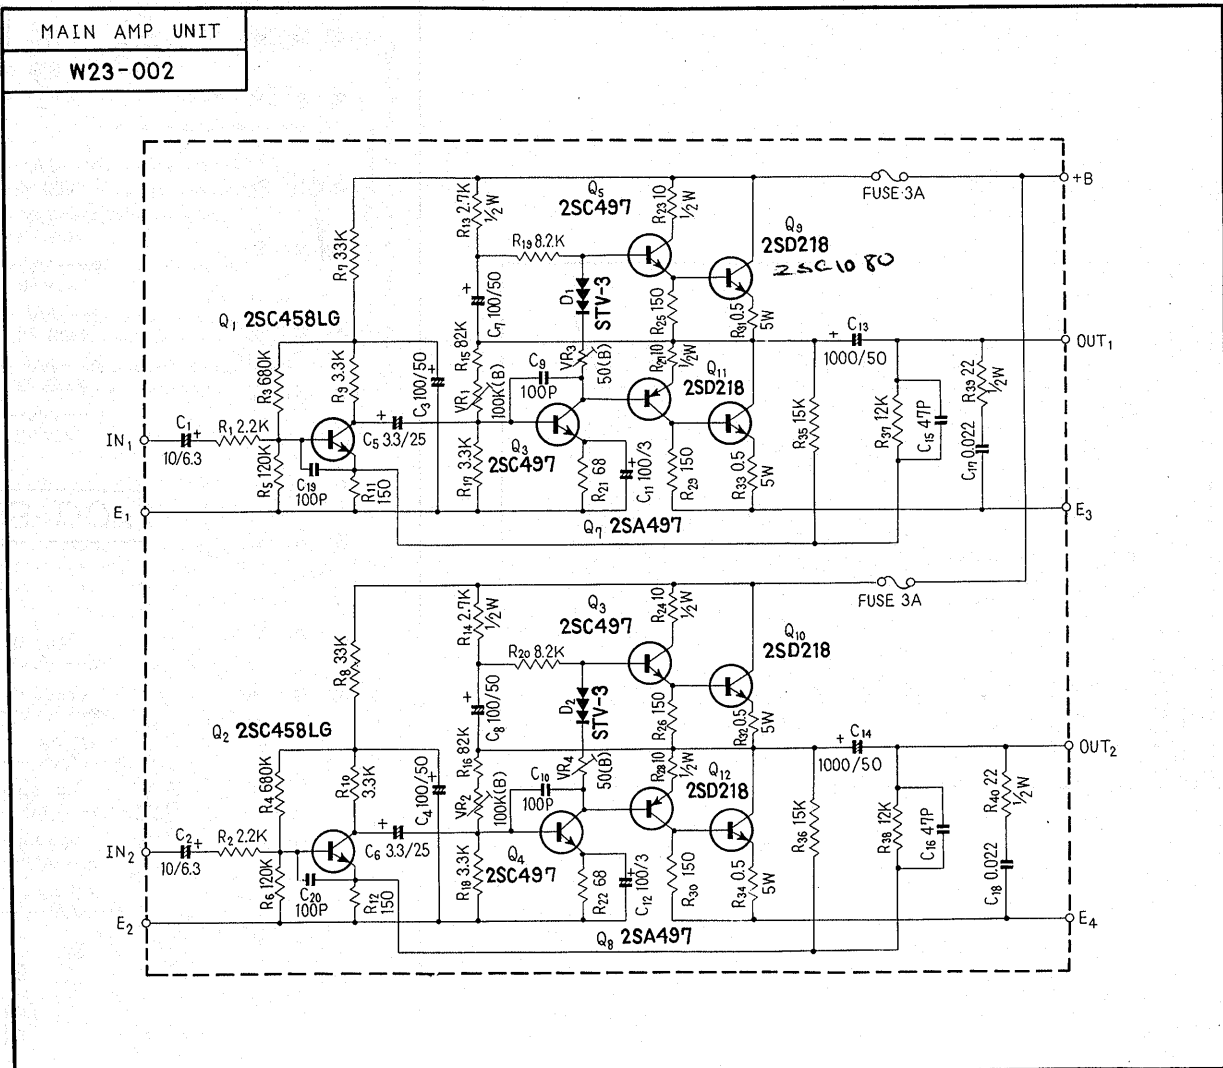 MAIN AMP UNIT
W23-002
+B
FUSE·3A
R13 2.7K
1/2W
Q5
2SC497
R23 10
1/2W
Q9
2SD218
2SC1080
R7 33K
R19 8.2K
C7 100/50
+
D1
STV-3
R25 150
R31 0.5
5W
Q1 2SC458LG
R15 82K
VR3
50(B)
R21 10
1/2W
C13
+
1000/50
OUT1
R3 680K
R9 3.3K
C3 100/50
+
VR1
100K(B)
C9
100P
Q11
2SD218
R39 22
1/2W
R35 15K
R37 12K
C15 47P
C17 0.022
IN1
C1
+
10/6.3
R1 2.2K
+
C5 3.3/25
Q3
2SC497
R5 120K
C19
100P
R11
150
R17 3.3K
R21 68
C11 100/3
+
R29 150
R33 0.5
5W
E1
Q7 2SA497
E3
FUSE 3A
R14 2.7K
1/2W
Q3
2SC497
R24 10
1/2W
Q10
2SD218
R8 33K
R20 8.2K
C8 100/50
+
D2
STV-3
R26 150
R32 0.5
5W
Q2 2SC458LG
R16 82K
VR4
50(B)
R28 10
1/2W
+
C14
1000/50
OUT2
R4 680K
R10
3.3K
C4 100/50
+
VR2
100K(B)
C10
100P
Q12
2SD218
R40 22
1/2W
R36 15K
R38 12K
C16 47P
C18 0.022
IN2
C2
+
10/6.3
R2 2.2K
+
C6 3.3/25
Q4
2SC497
R6 120K
C20
100P
R12
150
R18 3.3K
R22 68
C12 100/3
+
R30 150
R34 0.5
5W
E2
Q8 2SA497
E4